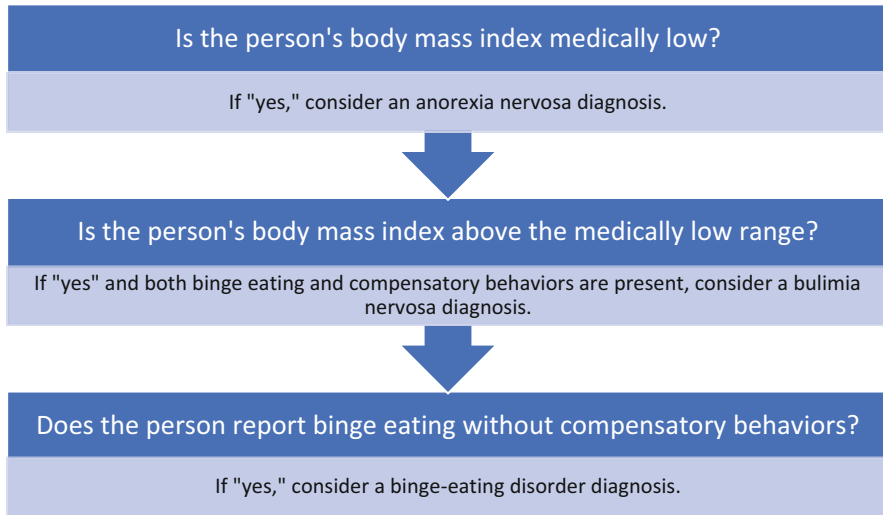 Is the person's body mass index medically low?
If "yes," consider an anorexia nervosa diagnosis.
Is the person's body mass index above the medically low range?
If "yes" and both binge eating and compensatory behaviors are present, consider a bulimia
nervosa diagnosis.
Does the person report binge eating without compensatory behaviors?
If "yes," consider a binge-eating disorder diagnosis.